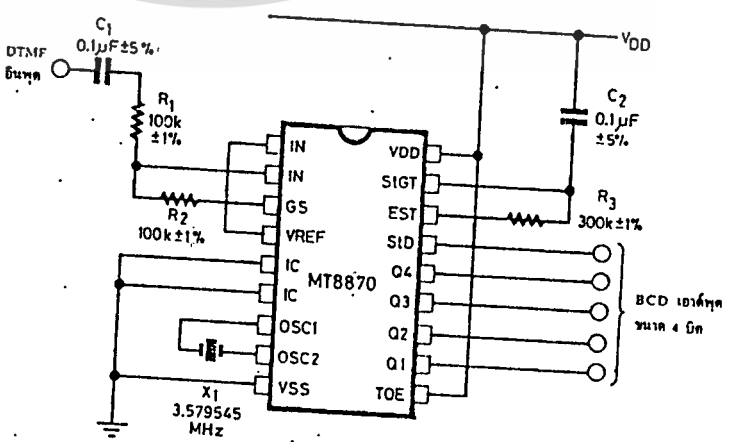 C1
0.1µF±5%
DTMF
อินพุต
R1
100k
±1%
R2
100k±1%
VDD
C2
0.1µF
±5%
R3
300k±1%
IN
IN
GS
VREF
IC
IC
OSC1
OSC2
VSS
MT8870
VDD
StGT
EST
StD
Q4
Q3
Q2
Q1
TOE
X1
3.579545
MHz
BCD เอาต์พุต
ขนาด 4 บิต